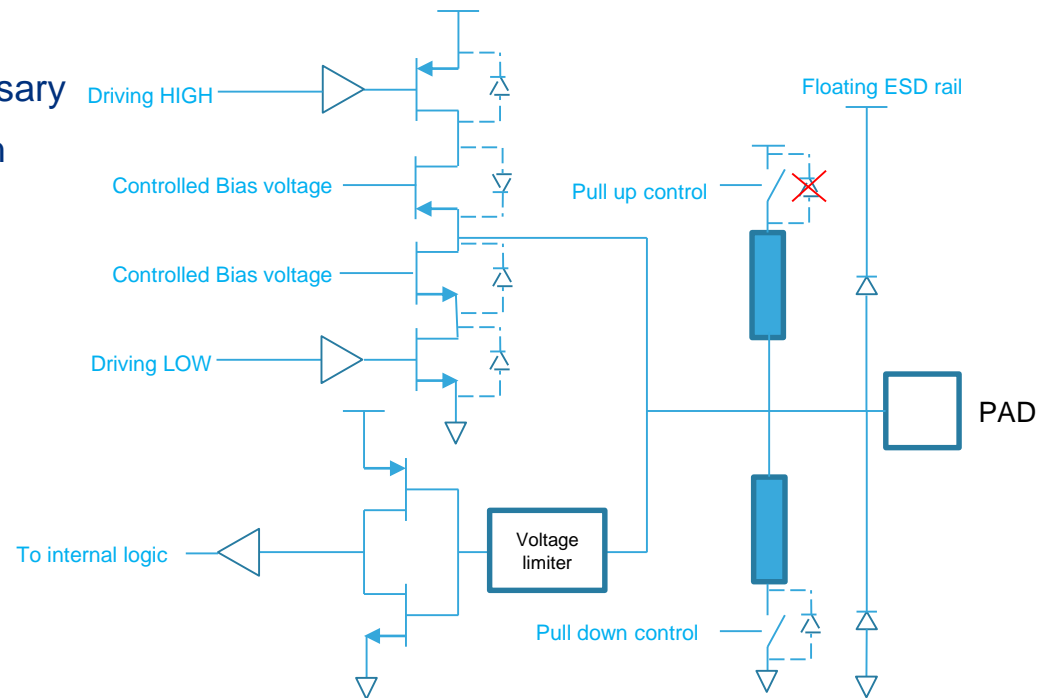 sary
n
Driving HIGH
Floating ESD rail
Controlled Bias voltage
Pull up control
Controlled Bias voltage
Driving LOW
PAD
To internal logic
Voltage
limiter
Pull down control